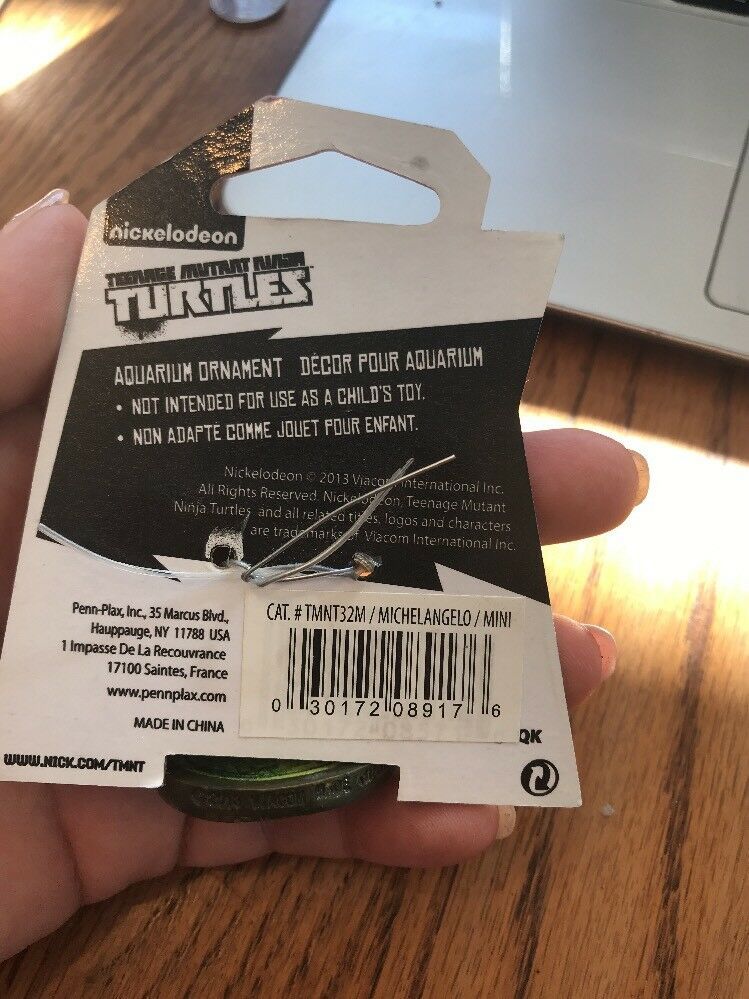 nickelodeon
TEENAGE MUTANT NINJA
TURTLES
AQUARIUM ORNAMENT DÉCOR POUR AQUARIUM
• NOT INTENDED FOR USE AS A CHILD'S TOY.
• NON ADAPTÉ COMME JOUET POUR ENFANT.
Nickelodeon © 2013 Viacom International Inc.
All Rights Reserved. Nickelodeon, Teenage Mutant
Ninja Turtles, and all related titles, logos and characters
are trademarks of Viacom International Inc.
Penn-Plax, Inc., 35 Marcus Blvd.,
Hauppauge, NY 11788 USA
1 Impasse De La Recouvrance
17100 Saintes, France
www.pennplax.com
MADE IN CHINA
WWW.NICK.COM/TMNT
CAT. # TMNT32M / MICHELANGELO / MINI
0 30172 08917 6
QK